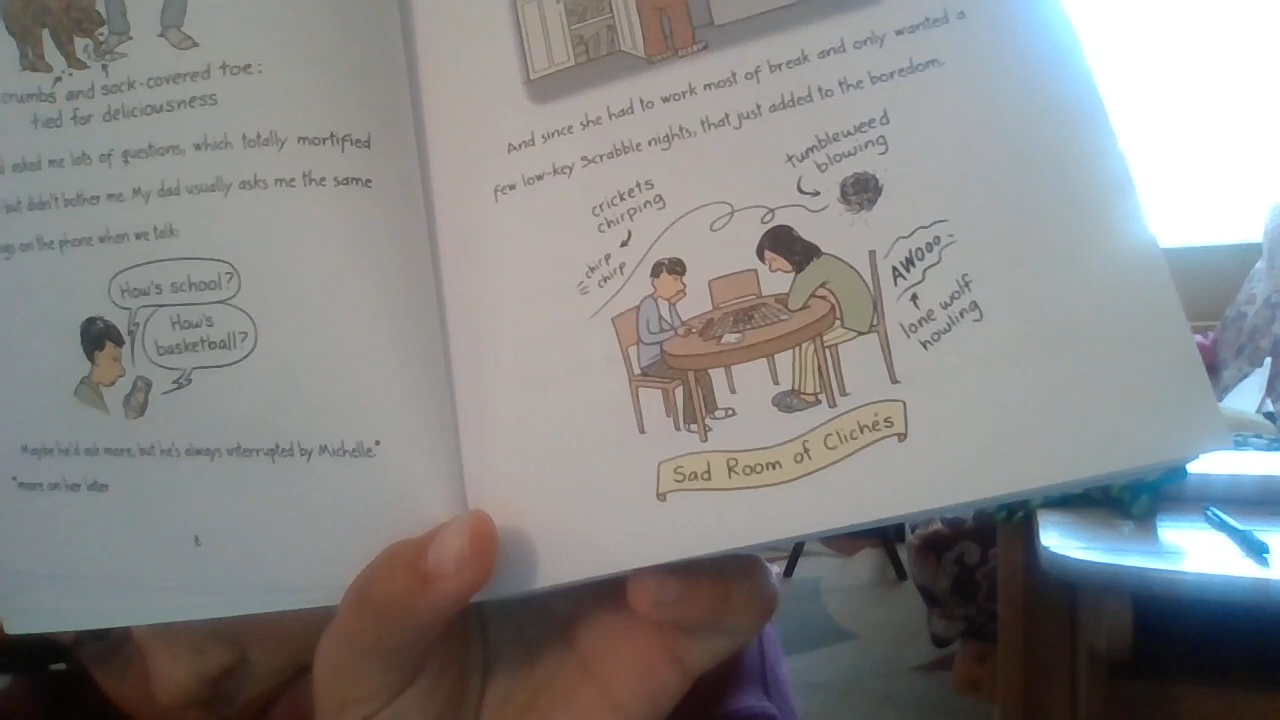 crumbs and sock-covered toe:
tied for deliciousness
asked me lots of questions, which totally mortified
but didn't bother me. My dad usually asks me the same
on the phone when we talk:
How's school?
How's
basketball?
Maybe he'd ask more, but he's always interrupted by Michelle.*
*more on her later
8
And since she had to work most of break and only wanted a
few low-key Scrabble nights, that just added to the boredom.
crickets
chirping
chirp
chirp
tumbleweed
blowing
AWOOO
lone wolf
howling
Sad Room of Clichés